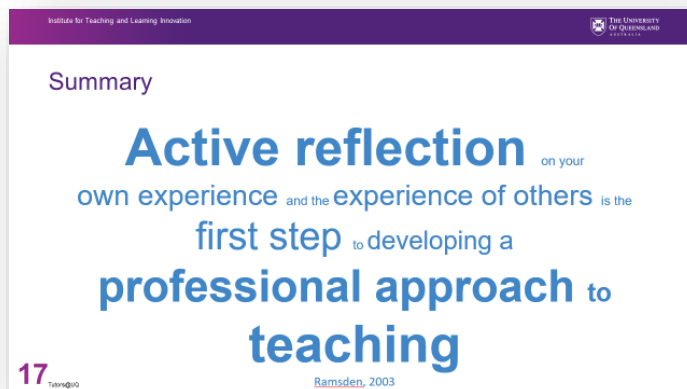 Institute for Teaching and Learning Innovation
THE UNIVERSITY
OF QUEENSLAND
AUSTRALIA
Summary
Active reflection on your
own experience and the experience of others is the
first step to developing a
professional approach to
teaching
Ramsden, 2003
17 Tutors@UQ